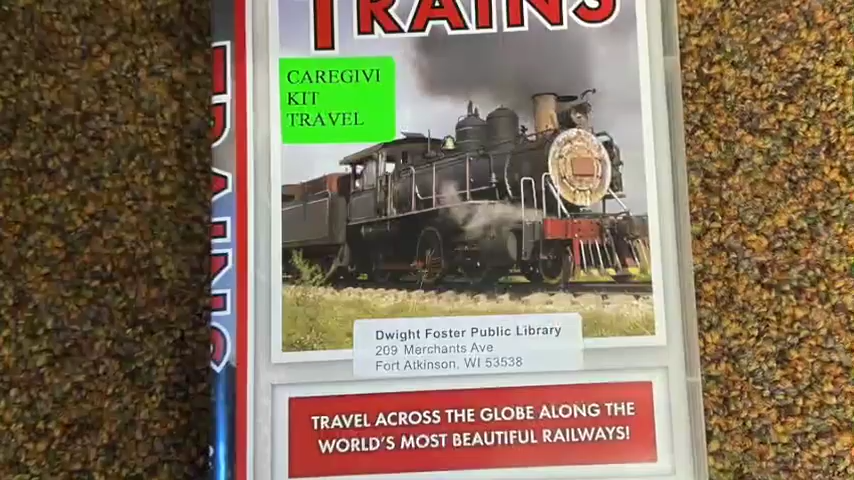 TRAINS
CAREGIVI
KIT
TRAVEL
TRAINS
Dwight Foster Public Library
209 Merchants Ave
Fort Atkinson, WI 53538
TRAVEL ACROSS THE GLOBE ALONG THE
WORLD'S MOST BEAUTIFUL RAILWAYS!